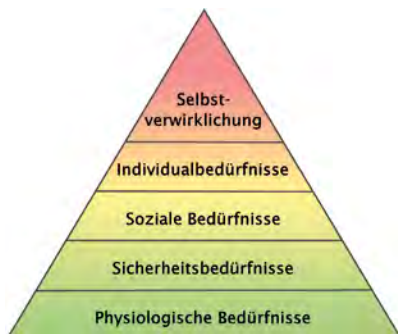 Selbst-
verwirklichung
Individualbedürfnisse
Soziale Bedürfnisse
Sicherheitsbedürfnisse
Physiologische Bedürfnisse